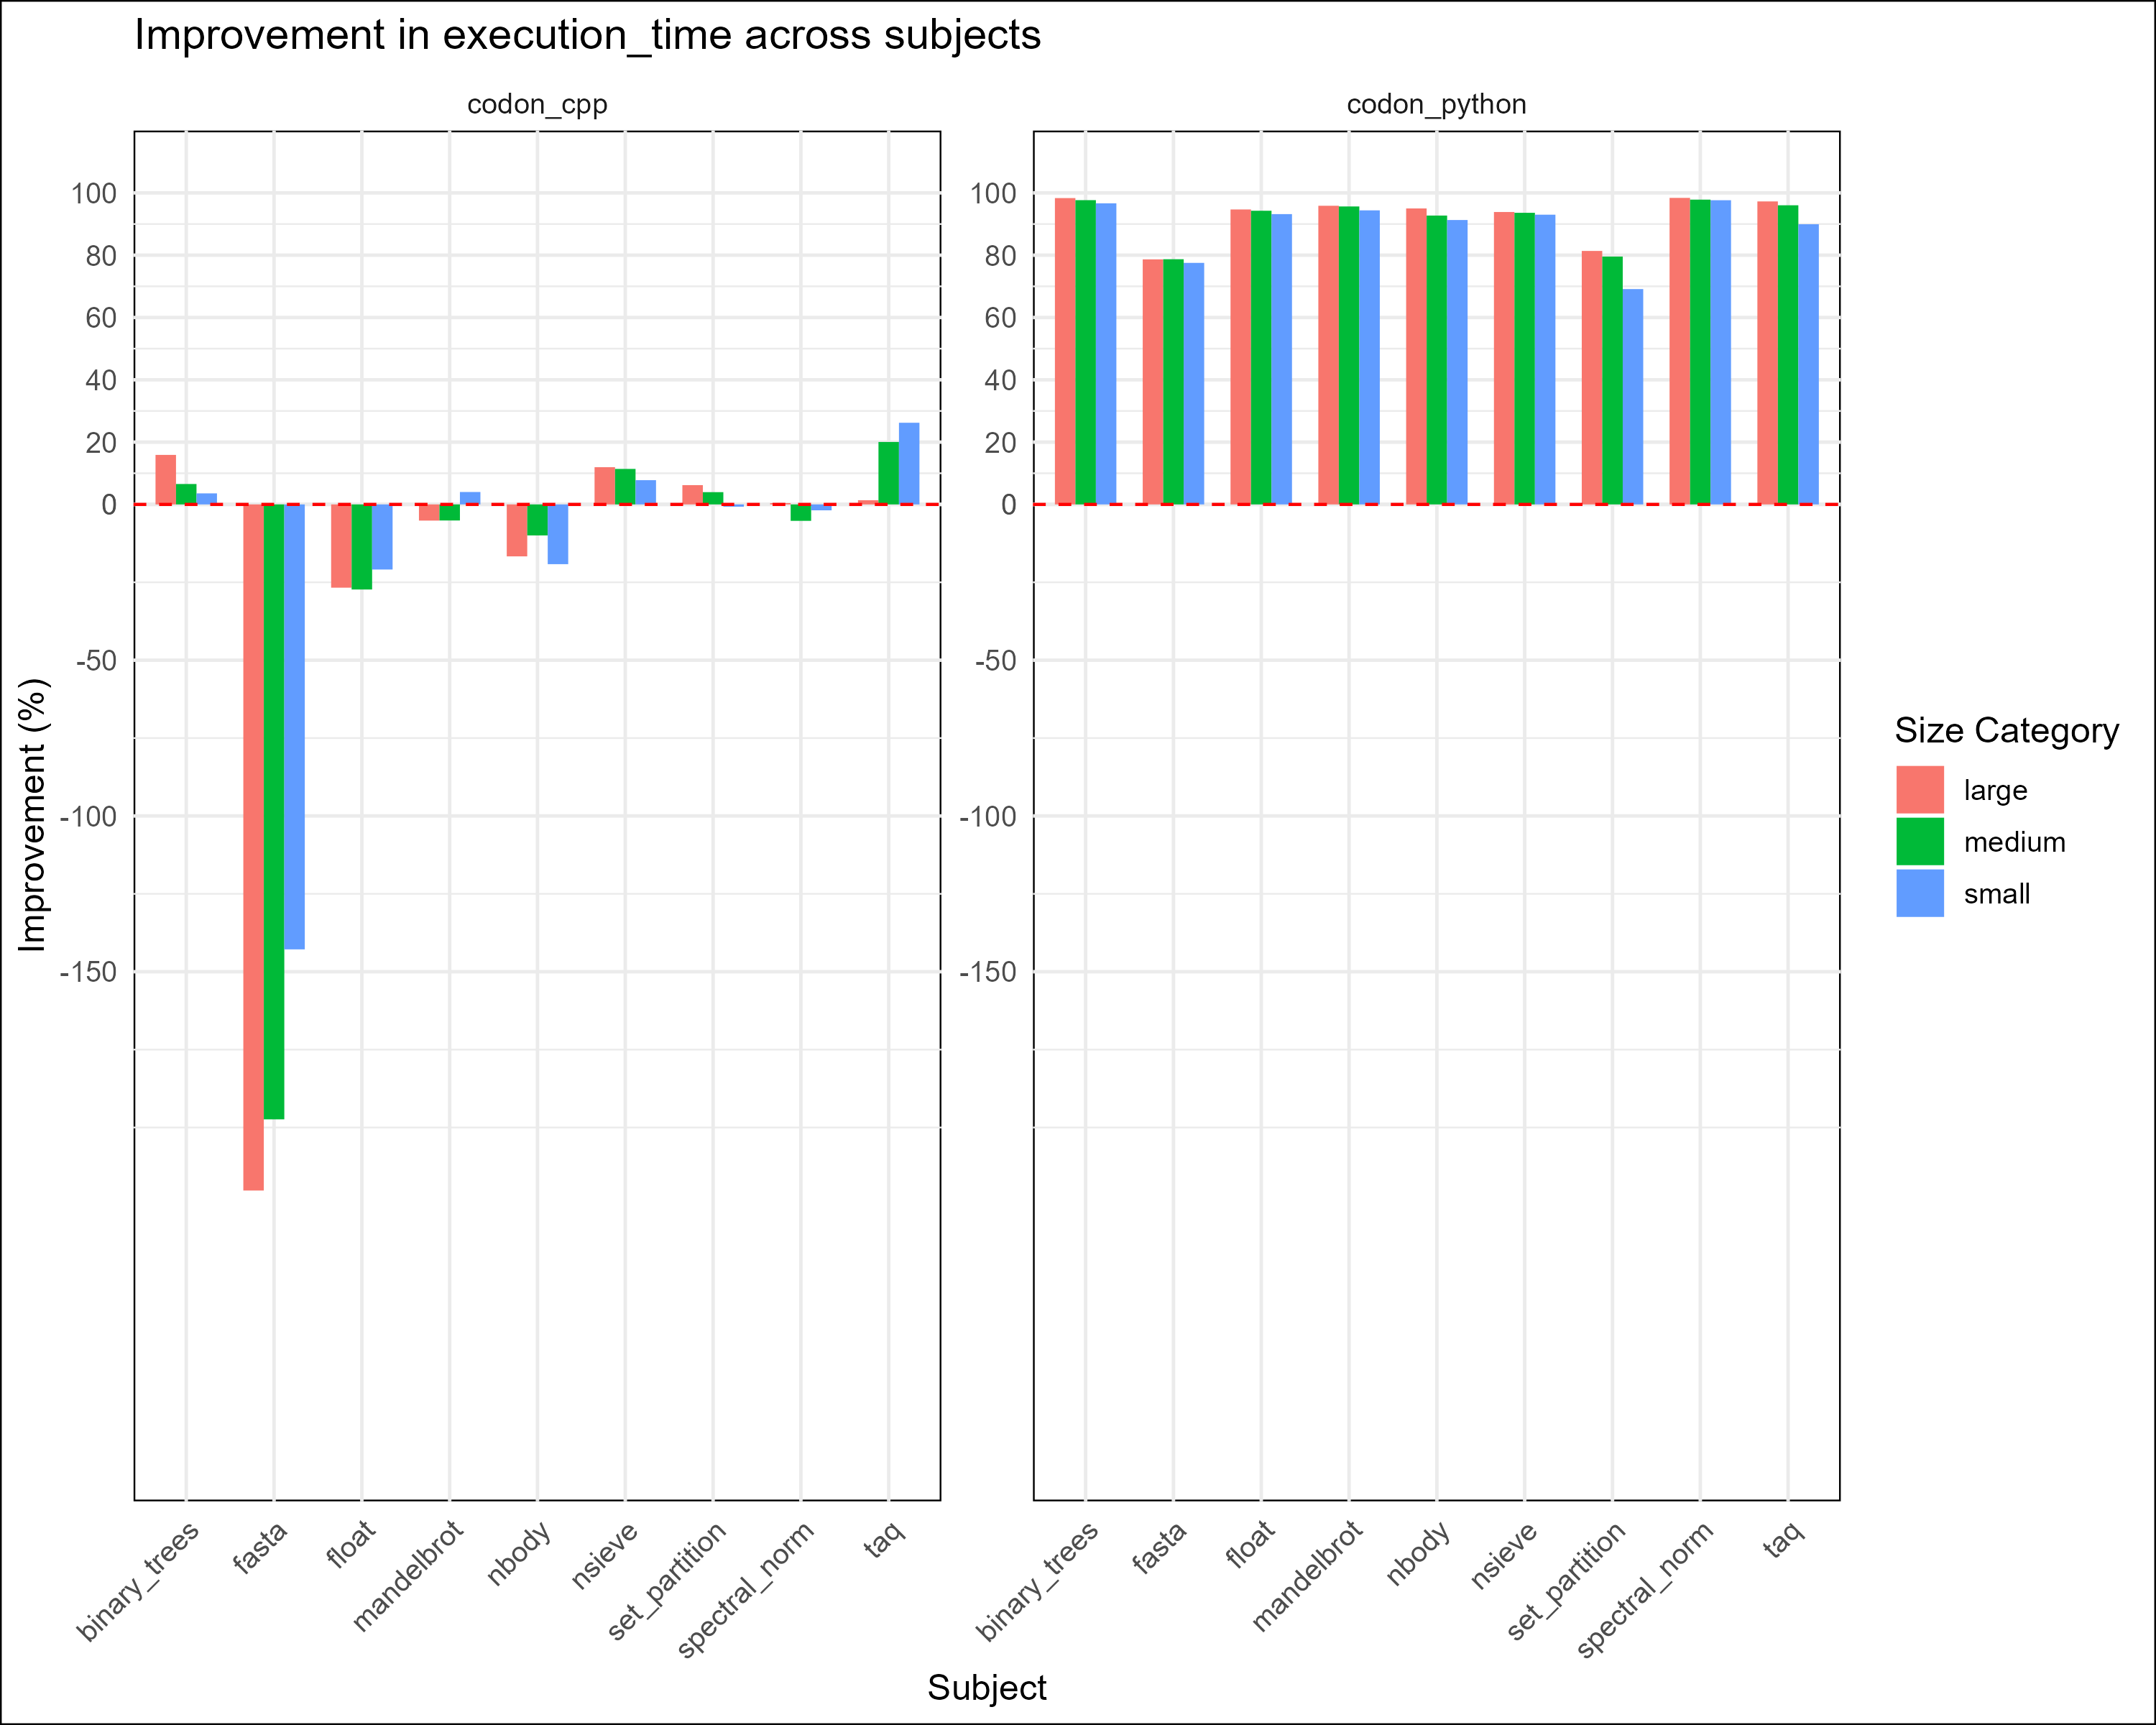 Improvement in execution_time across subjects
codon_cpp
codon_python
100
80
60
40
20
0
-50
-100
-150
100
80
60
40
20
0
-50
-100
-150
Improvement (%)
binary_trees
fasta
float
mandelbrot
nbody
nsieve
set_partition
spectral_norm
taq
binary_trees
fasta
float
mandelbrot
nbody
nsieve
set_partition
spectral_norm
taq
Subject
Size Category
large
medium
small